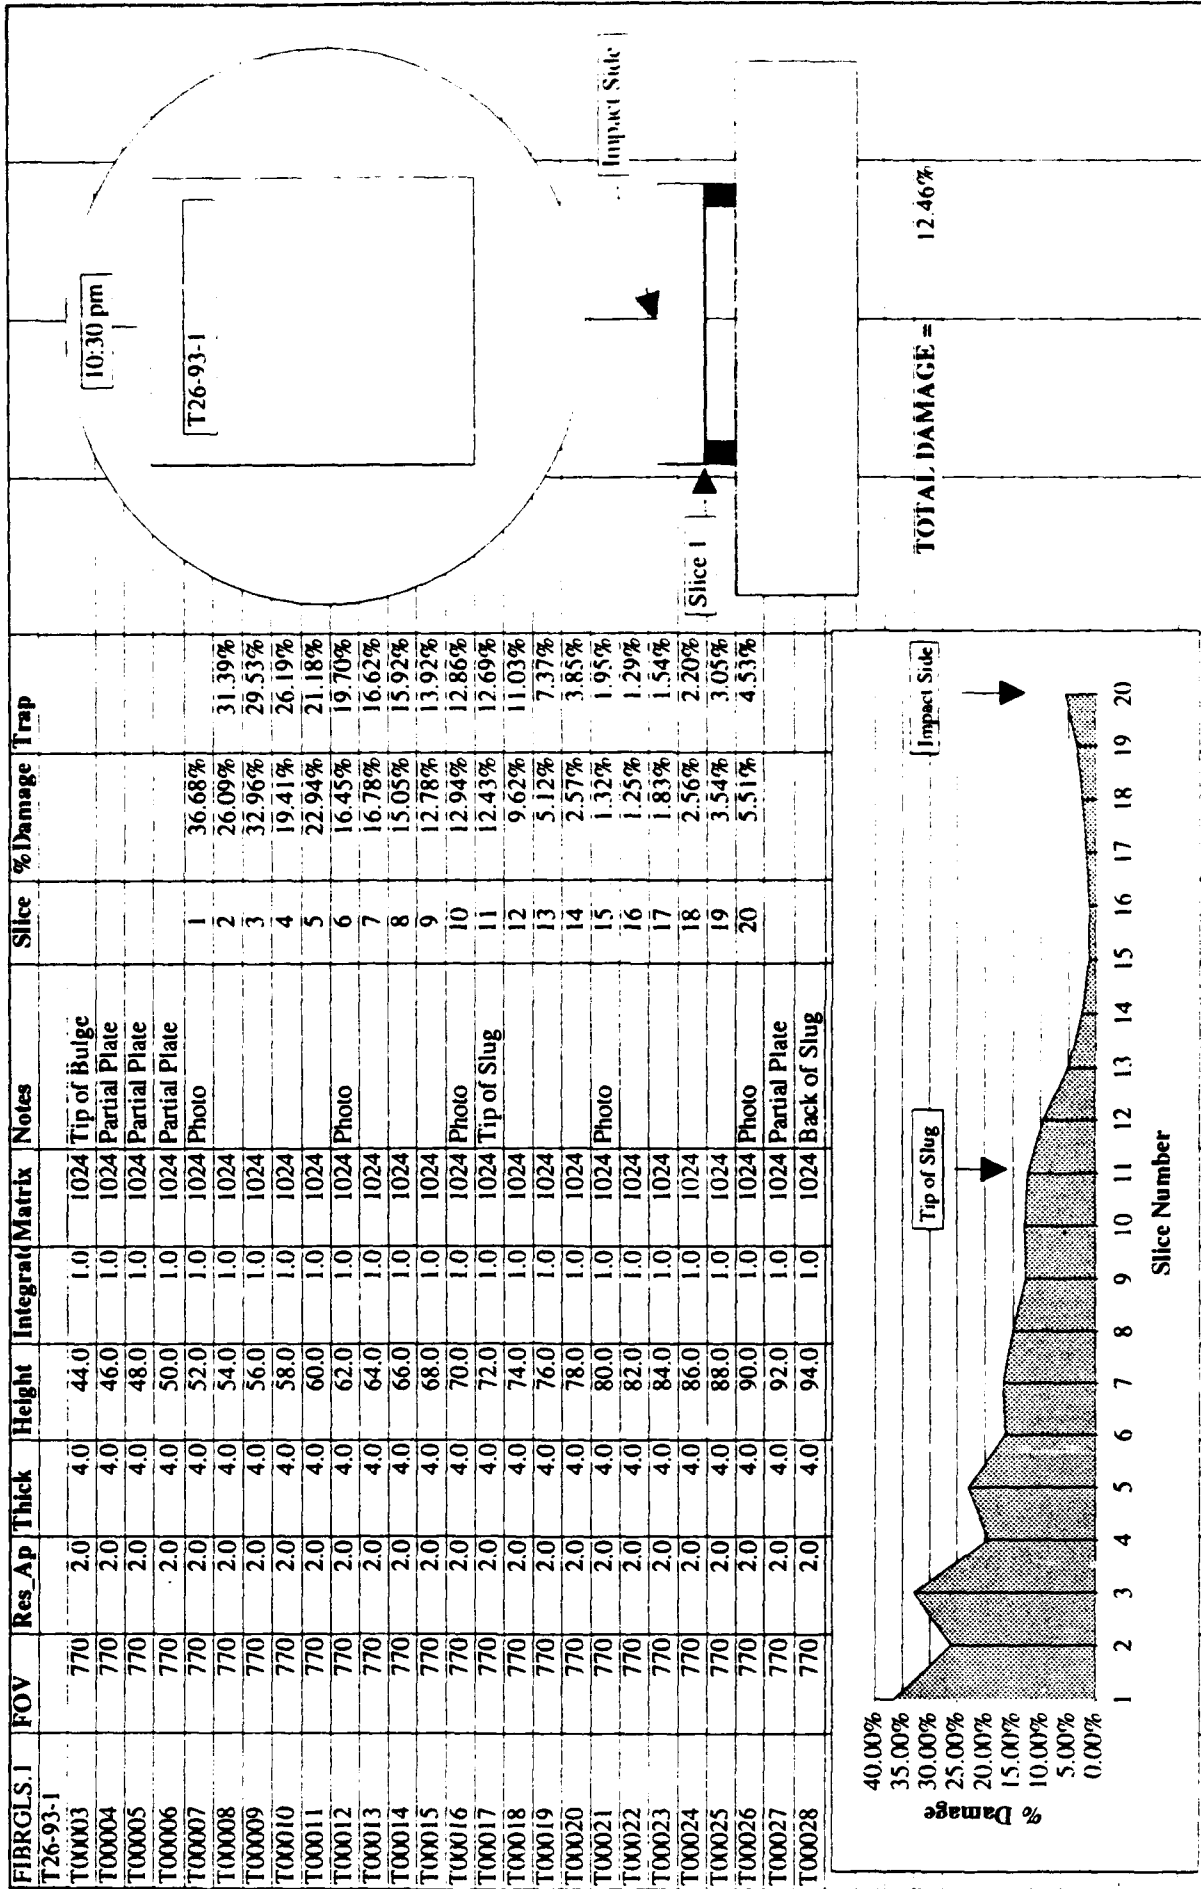 FIBRGLS.1 FOV Res_Ap Thick Height Integrate Matrix Notes Slice %Damage Trap
T26-93-1
T00003 770 2.0 4.0 44.0 1.0 1024 Tip of Bulge
T00004 770 2.0 4.0 46.0 1.0 1024 Partial Plate
T00005 770 2.0 4.0 48.0 1.0 1024 Partial Plate
T00006 770 2.0 4.0 50.0 1.0 1024 Partial Plate
T00007 770 2.0 4.0 52.0 1.0 1024 Photo 1 36.68%
T00008 770 2.0 4.0 54.0 1.0 1024 2 26.09% 31.39%
T00009 770 2.0 4.0 56.0 1.0 1024 3 32.96% 29.53%
T00010 770 2.0 4.0 58.0 1.0 1024 4 19.41% 26.19%
T00011 770 2.0 4.0 60.0 1.0 1024 5 22.94% 21.18%
T00012 770 2.0 4.0 62.0 1.0 1024 Photo 6 16.45% 19.70%
T00013 770 2.0 4.0 64.0 1.0 1024 7 16.78% 16.62%
T00014 770 2.0 4.0 66.0 1.0 1024 8 15.05% 15.92%
T00015 770 2.0 4.0 68.0 1.0 1024 9 12.78% 13.92%
T00016 770 2.0 4.0 70.0 1.0 1024 Photo 10 12.94% 12.86%
T00017 770 2.0 4.0 72.0 1.0 1024 Tip of Slug 11 12.43% 12.69%
T00018 770 2.0 4.0 74.0 1.0 1024 12 9.62% 11.03%
T00019 770 2.0 4.0 76.0 1.0 1024 13 5.12% 7.37%
T00020 770 2.0 4.0 78.0 1.0 1024 14 2.57% 3.85%
T00021 770 2.0 4.0 80.0 1.0 1024 Photo 15 1.32% 1.95%
T00022 770 2.0 4.0 82.0 1.0 1024 16 1.25% 1.29%
T00023 770 2.0 4.0 84.0 1.0 1024 17 1.83% 1.54%
T00024 770 2.0 4.0 86.0 1.0 1024 18 2.56% 2.20%
T00025 770 2.0 4.0 88.0 1.0 1024 19 3.54% 3.05%
T00026 770 2.0 4.0 90.0 1.0 1024 Photo 20 5.51% 4.53%
T00027 770 2.0 4.0 92.0 1.0 1024 Partial Plate
T00028 770 2.0 4.0 94.0 1.0 1024 Back of Slug
10:30 pm
T26-93-1
Impact Side
Slice 1
TOTAL DAMAGE = 12.46%
% Damage
40.00%
35.00%
30.00%
25.00%
20.00%
15.00%
10.00%
5.00%
0.00%
Tip of Slug
Impact Side
1 2 3 4 5 6 7 8 9 10 11 12 13 14 15 16 17 18 19 20
Slice Number